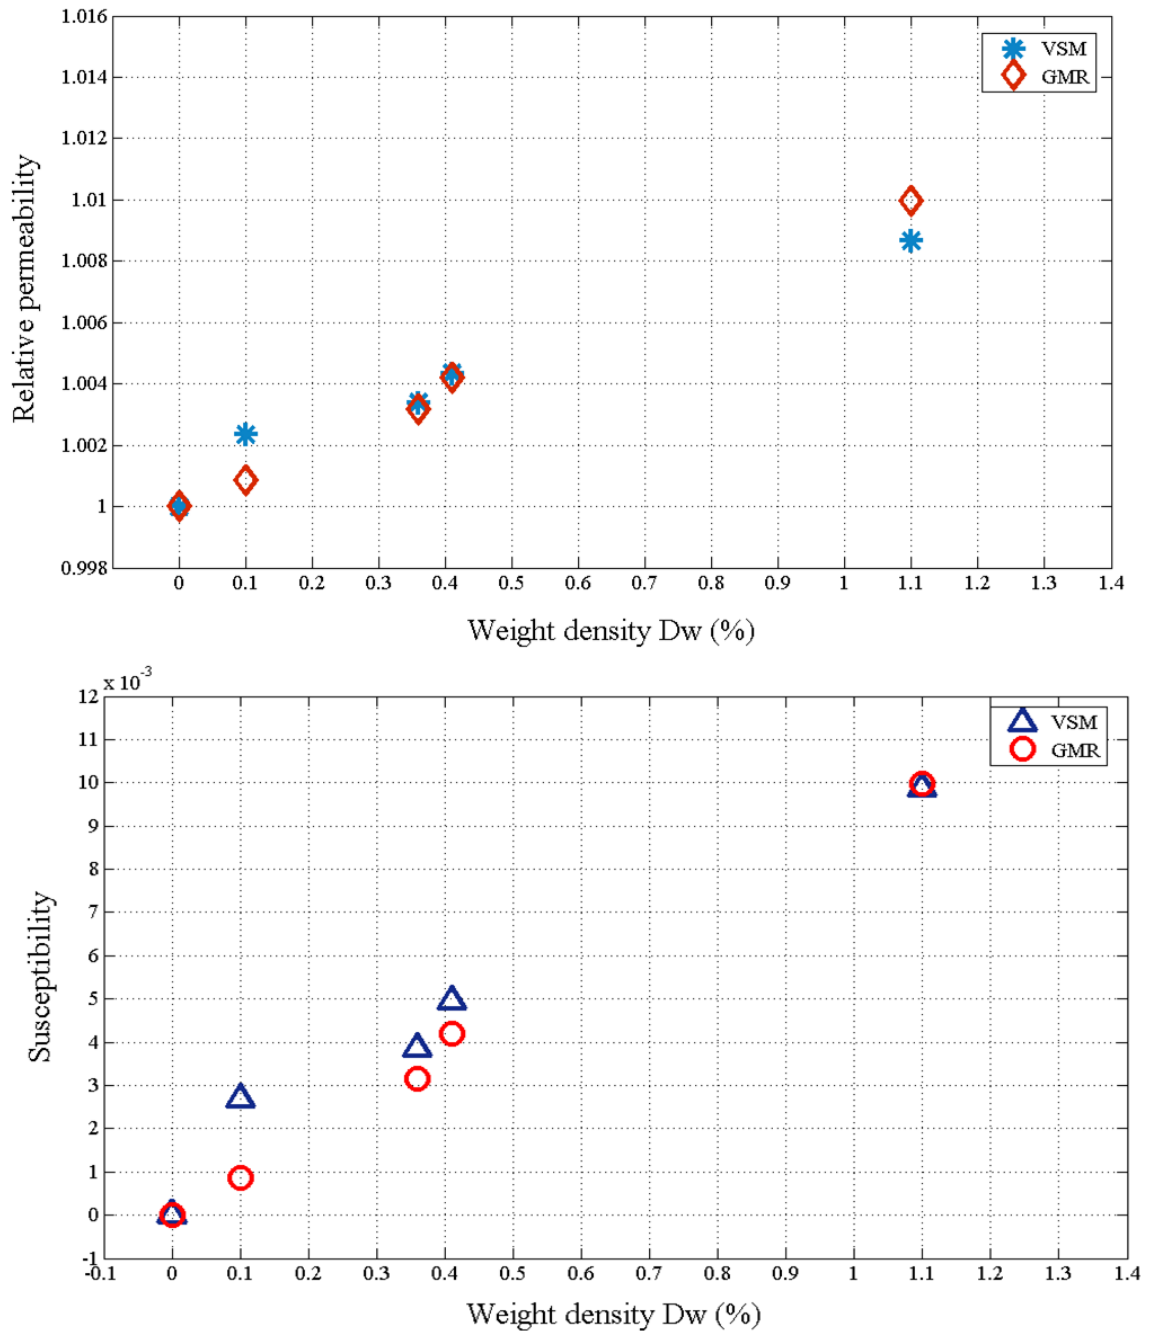 1.016
1.014
1.012
1.01
1.008
1.006
1.004
1.002
1
0.998
Relative permeability
VSM
GMR
0 0.1 0.2 0.3 0.4 0.5 0.6 0.7 0.8 0.9 1 1.1 1.2 1.3 1.4
Weight density Dw (%)
x 10-3
12
11
10
9
8
7
6
5
4
3
2
1
0
-1
Susceptibility
VSM
GMR
-0.1 0 0.1 0.2 0.3 0.4 0.5 0.6 0.7 0.8 0.9 1 1.1 1.2 1.3 1.4
Weight density Dw (%)